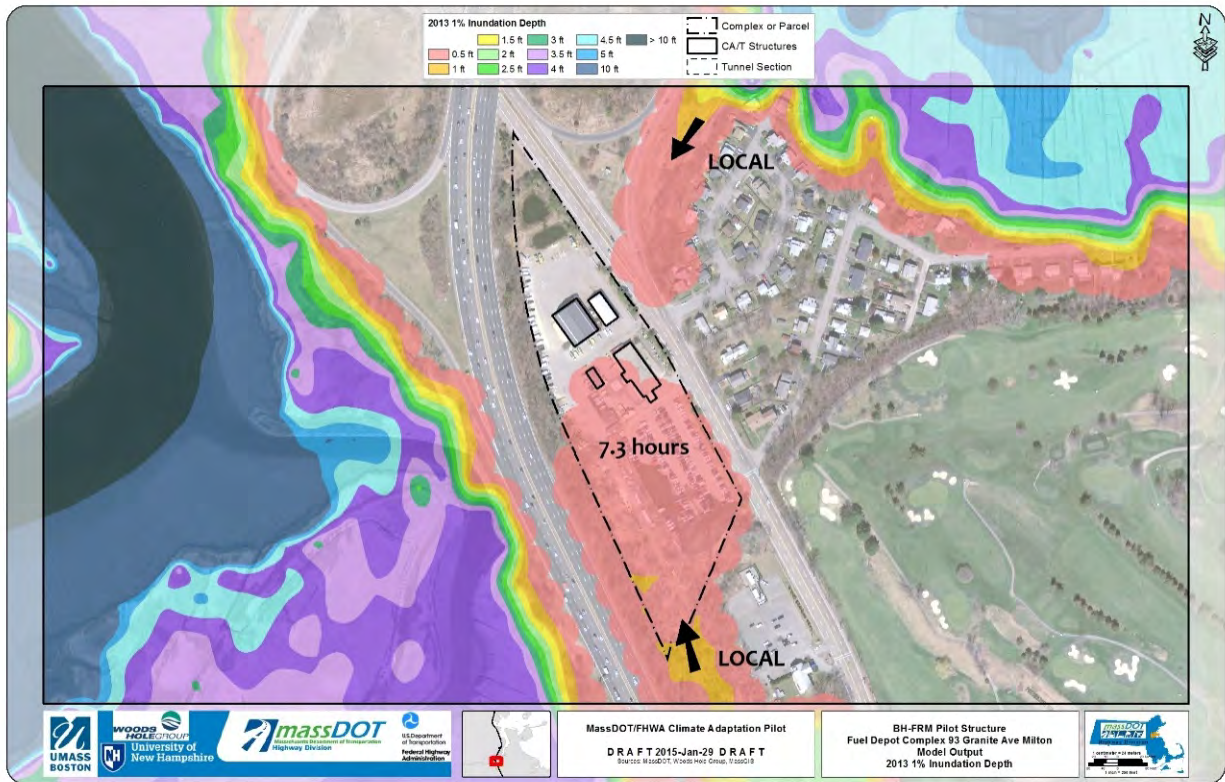 2013 1% Inundation Depth
1.5 ft 3 ft 4.5 ft > 10 ft
0.5 ft 2 ft 3.5 ft 5 ft
1 ft 2.5 ft 4 ft 10 ft
Complex or Parcel
CA/T Structures
Tunnel Section
N
LOCAL
7.3 hours
LOCAL
UMASS
BOSTON
WOODS
HOLE GROUP
University of
New Hampshire
massDOT
Massachusetts Department of Transportation
Highway Division
U.S. Department
of Transportation
Federal Highway
Administration
MassDOT/FHWA Climate Adaptation Pilot
D R A F T 2015-Jan-29 D R A F T
Sources: MassDOT, Woods Hole Group, MassGIS
BH-FRM Pilot Structure
Fuel Depot Complex 93 Granite Ave Milton
Model Output
2013 1% Inundation Depth
massDOT